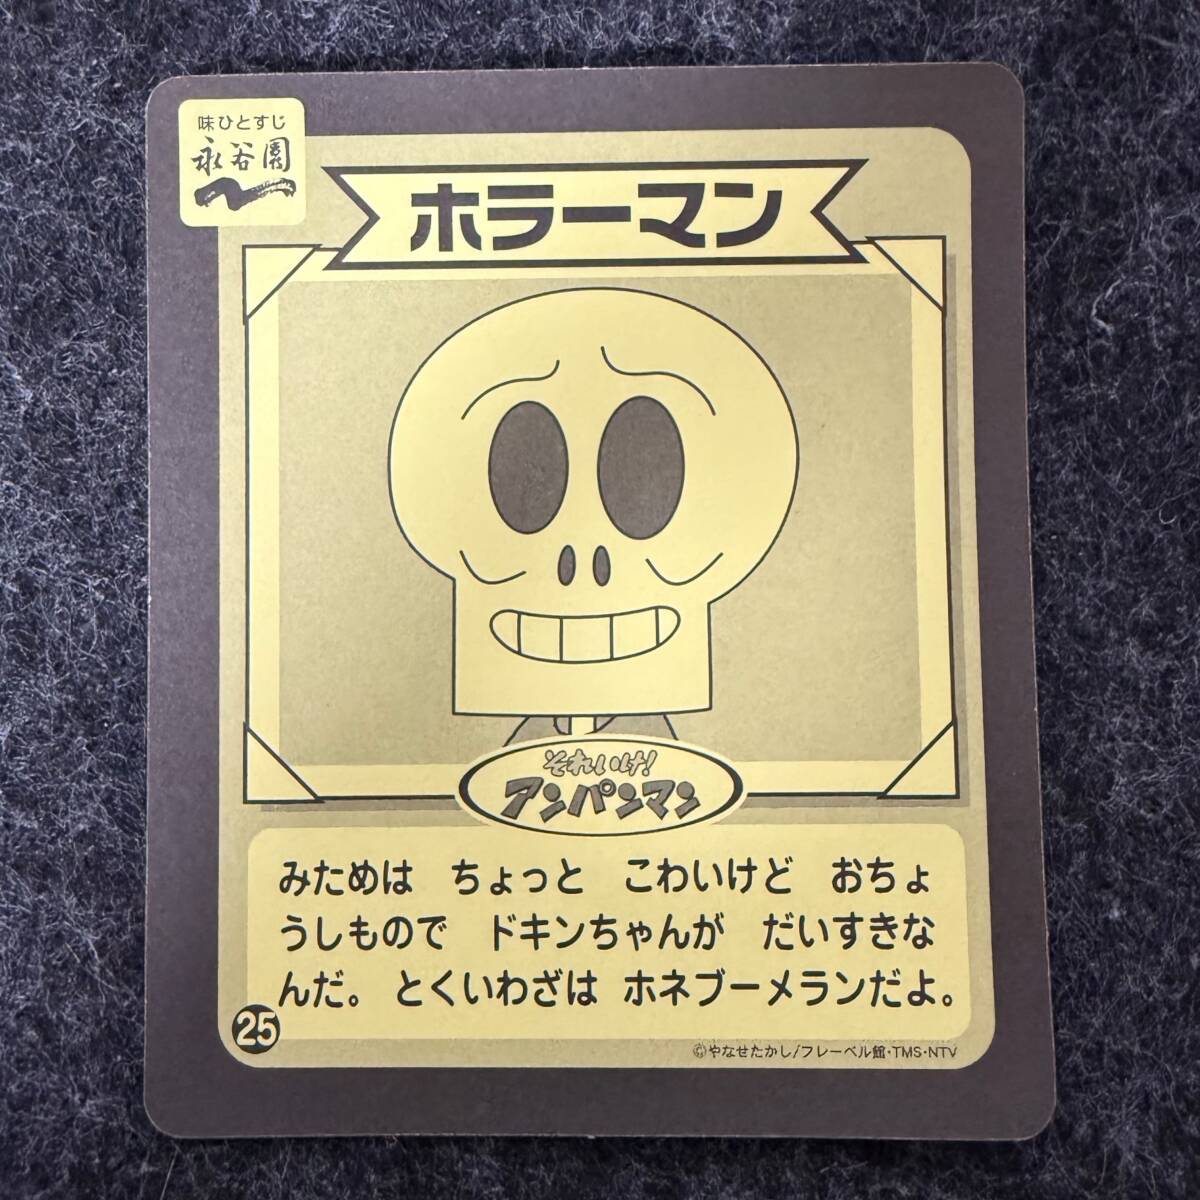 味ひとすじ
永谷園
ホラーマン
それいけ!
アンパンマン
みためは ちょっと こわいけど おちょ
うしもので ドキンちゃんが だいすきな
んだ。 とくいわざは ホネブーメランだよ。
25
©やなせたかし/フレーベル館・TMS・NTV